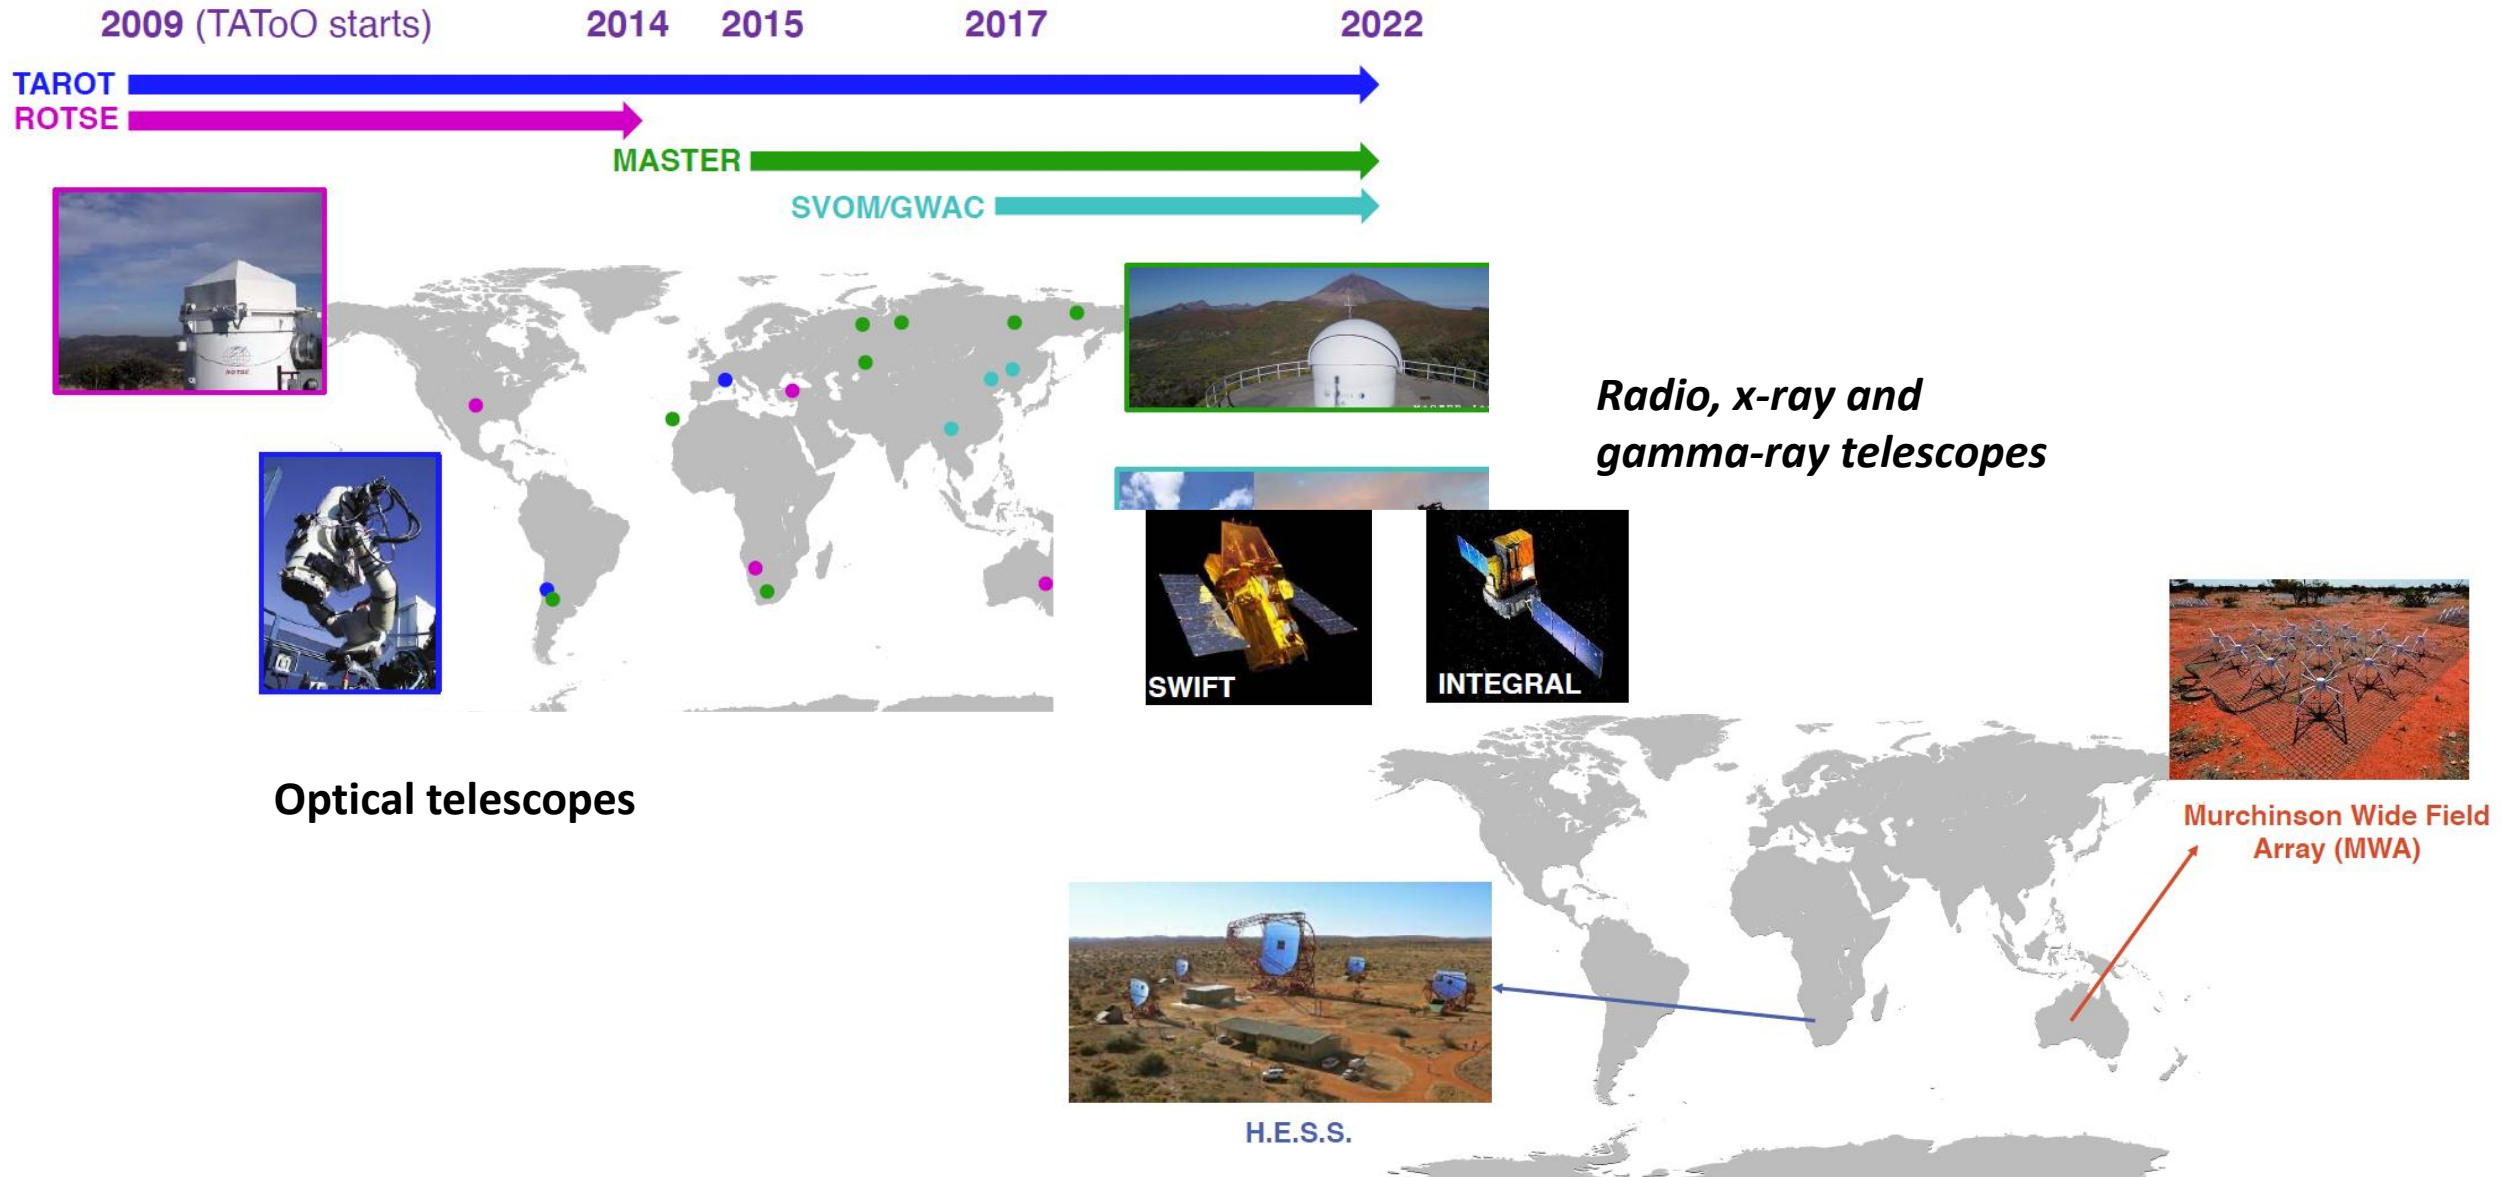 2009 (TAToO starts) 2014 2015 2017 2022
TAROT
ROTSE
MASTER
SVOM/GWAC
Radio, x-ray and
gamma-ray telescopes
SWIFT
INTEGRAL
Optical telescopes
Murchinson Wide Field
Array (MWA)
H.E.S.S.